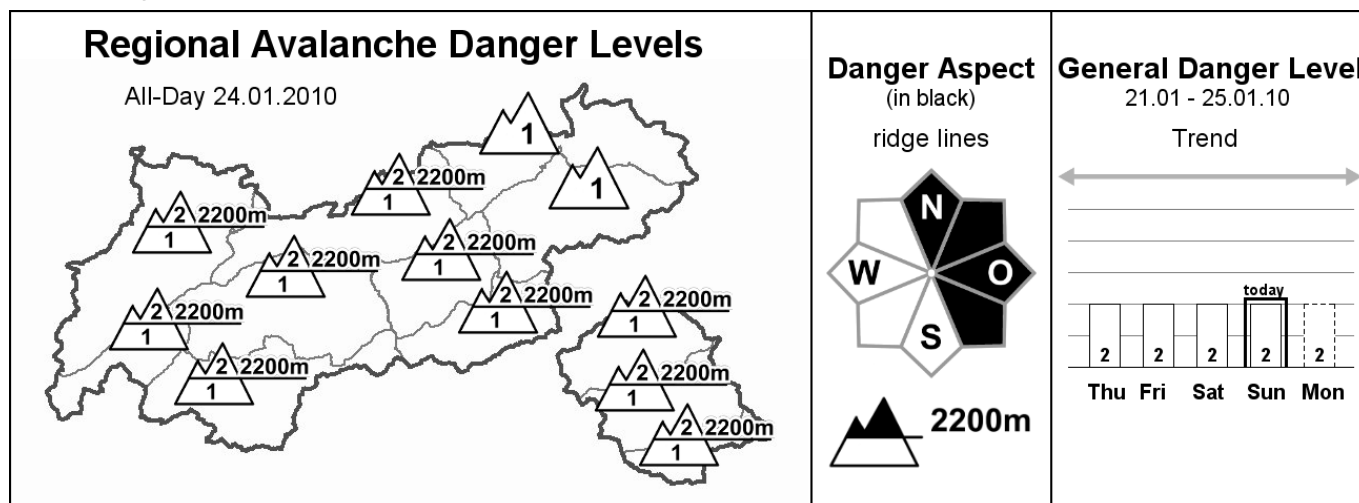 Regional Avalanche Danger Levels
All-Day 24.01.2010
1
1
2 2200m
1
2 2200m
1
2 2200m
1
2 2200m
1
2 2200m
1
2 2200m
1
2 2200m
1
2 2200m
1
2 2200m
1
2 2200m
1
Danger Aspect
(in black)
ridge lines
N
W O
S
2200m
General Danger Level
21.01 - 25.01.10
Trend
today
2 2 2 2 2
Thu Fri Sat Sun Mon